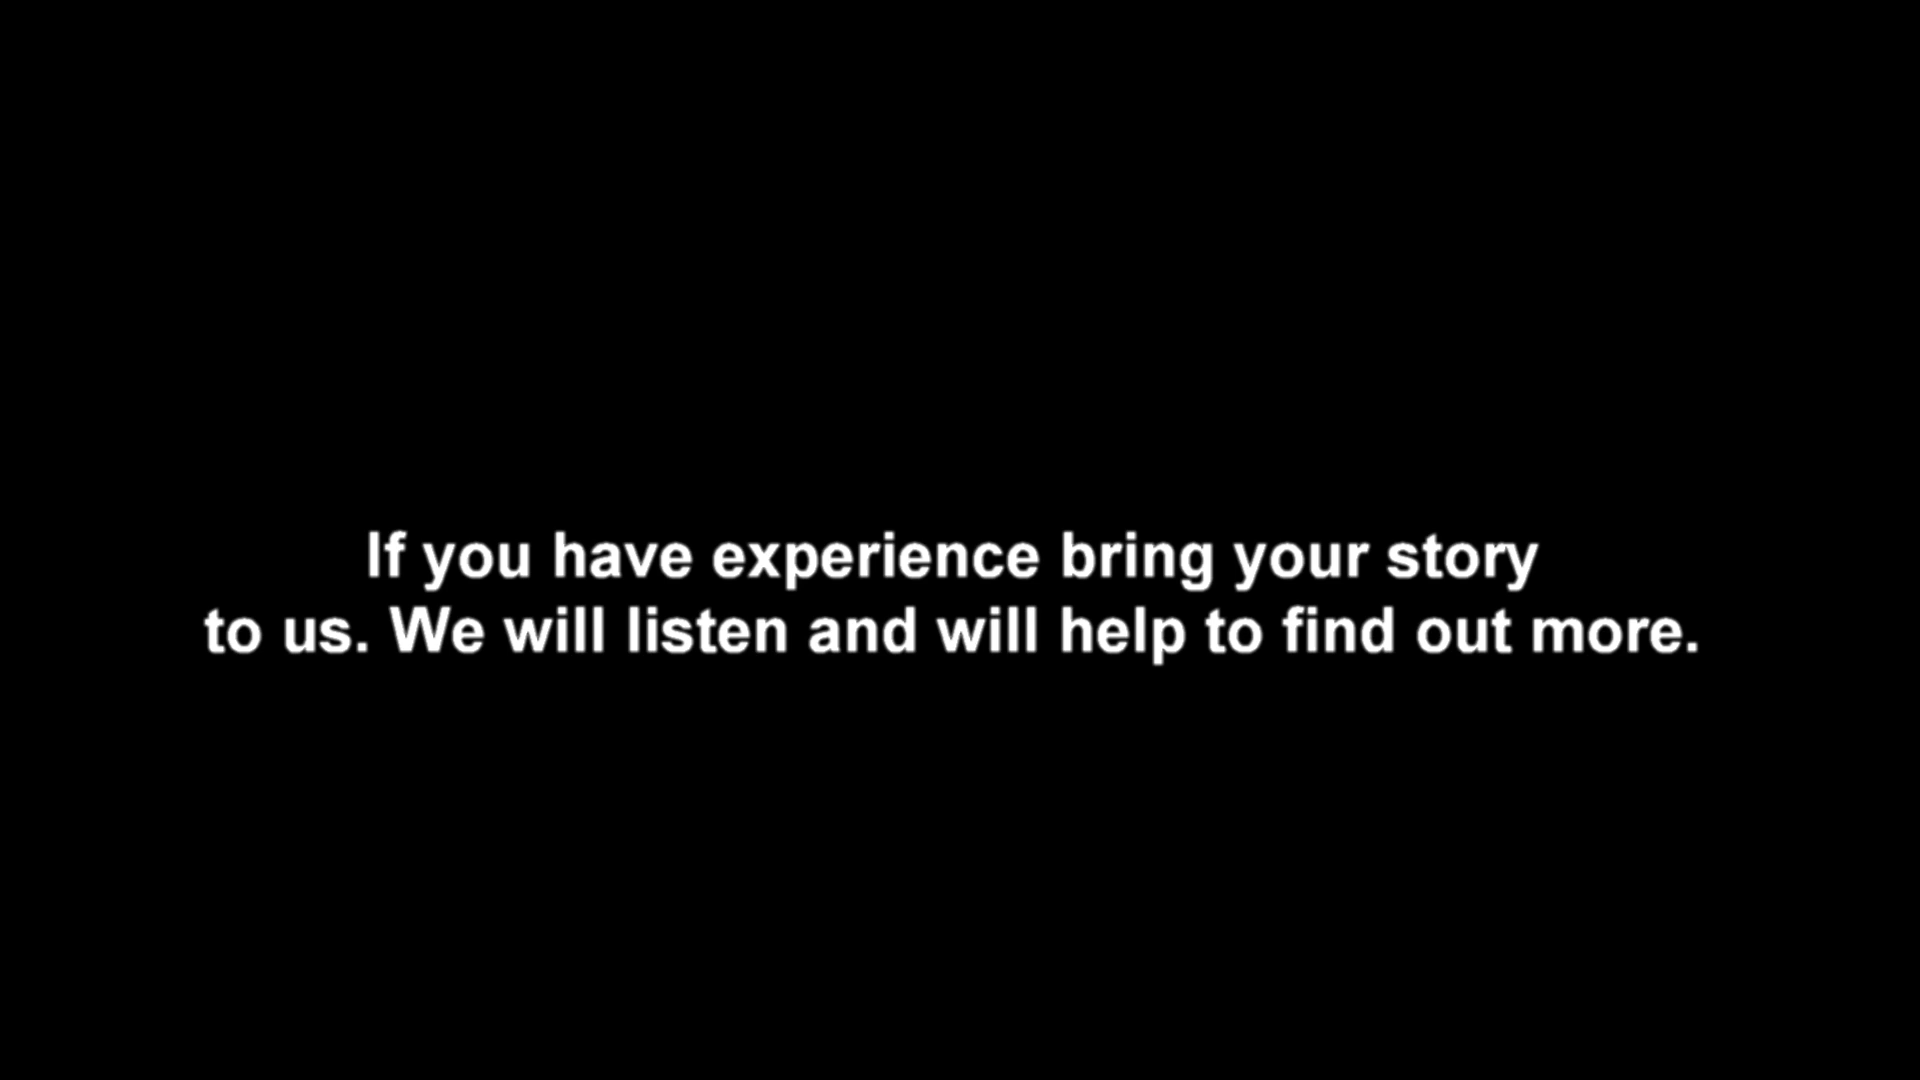 If you have experience bring your story
to us. We will listen and will help to find out more.